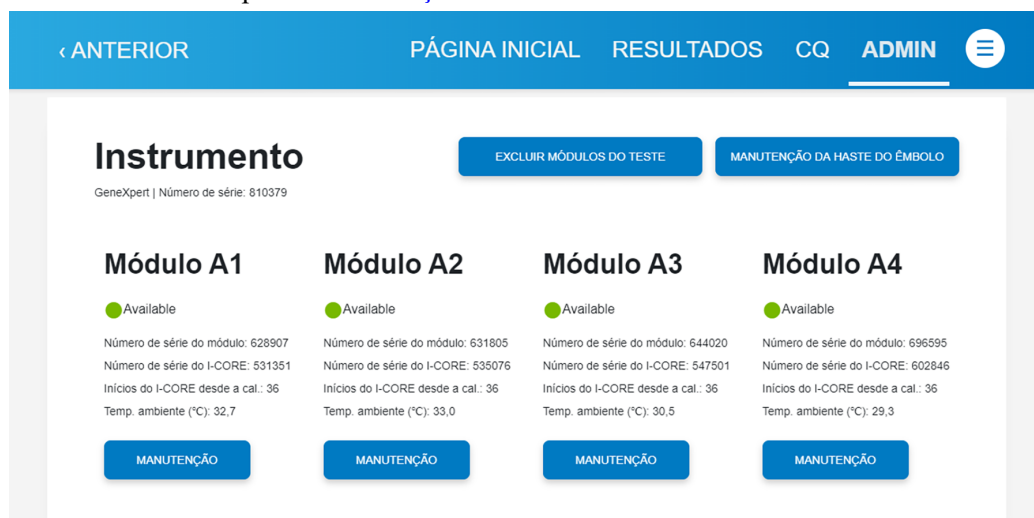 ‹ ANTERIOR PÁGINA INICIAL RESULTADOS CQ ADMIN
Instrumento
GeneXpert | Número de série: 810379
EXCLUIR MÓDULOS DO TESTE
MANUTENÇÃO DA HASTE DO ÊMBOLO
Módulo A1
Available
Número de série do módulo: 628907
Número de série do I-CORE: 531351
Inícios do I-CORE desde a cal.: 36
Temp. ambiente (°C): 32,7
MANUTENÇÃO
Módulo A2
Available
Número de série do módulo: 631805
Número de série do I-CORE: 535076
Inícios do I-CORE desde a cal.: 36
Temp. ambiente (°C): 33,0
MANUTENÇÃO
Módulo A3
Available
Número de série do módulo: 644020
Número de série do I-CORE: 547501
Inícios do I-CORE desde a cal.: 36
Temp. ambiente (°C): 30,5
MANUTENÇÃO
Módulo A4
Available
Número de série do módulo: 696595
Número de série do I-CORE: 602846
Inícios do I-CORE desde a cal.: 36
Temp. ambiente (°C): 29,3
MANUTENÇÃO